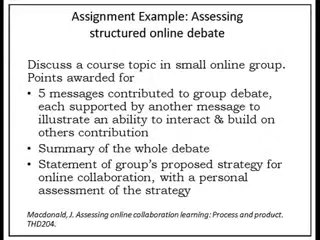 Assignment Example: Assessing
structured online debate
Discuss a course topic in small online group.
Points awarded for
• 5 messages contributed to group debate,
each supported by another message to
illustrate an ability to interact & build on
others contribution
• Summary of the whole debate
• Statement of group's proposed strategy for
online collaboration, with a personal
assessment of the strategy
Macdonald, J. Assessing online collaboration learning: Process and product.
THD204.